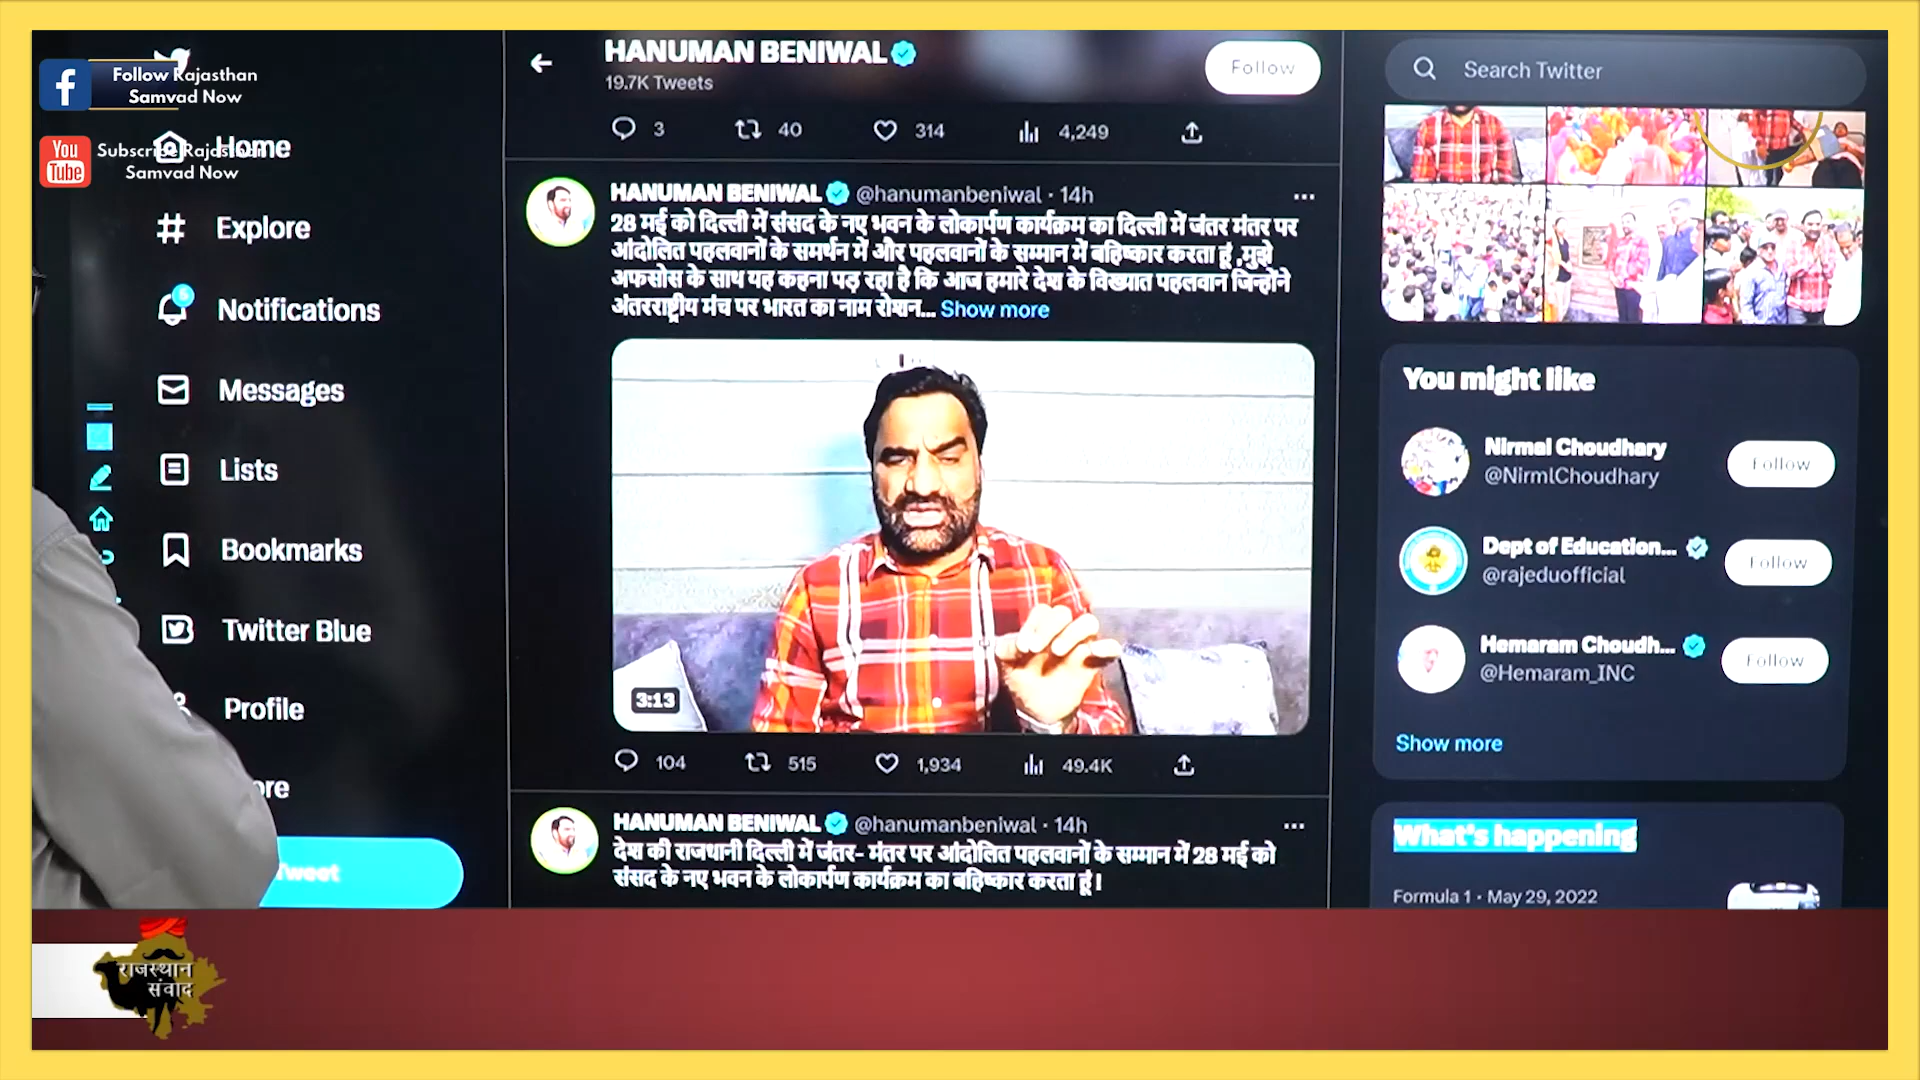 Follow Rajasthan
Samvad Now
You
Tube
Subscribe Rajasthan
Samvad Now
Home
Explore
6
Notifications
Messages
Lists
Bookmarks
Twitter Blue
Profile
Tweet
HANUMAN BENIWAL
19.7K Tweets
Follow
3 40 314 4,249
HANUMAN BENIWAL @hanumanbeniwal · 14h
28 मई को दिल्ली में संसद के नए भवन के लोकार्पण कार्यक्रम का दिल्ली में जंतर मंतर पर
आंदोलित पहलवानों के समर्थन में और पहलवानों के सम्मान में बहिष्कार करता हूं ,मुझे
अफसोस के साथ यह कहना पड़ रहा है कि आज हमारे देश के विख्यात पहलवान जिन्होंने
अंतरराष्ट्रीय मंच पर भारत का नाम रोशन... Show more
3:13
104 515 1,934 49.4K
HANUMAN BENIWAL @hanumanbeniwal · 14h
देश की राजधानी दिल्ली में जंतर- मंतर पर आंदोलित पहलवानों के सम्मान में 28 मई को
संसद के नए भवन के लोकार्पण कार्यक्रम का बहिष्कार करता हूं !
Search Twitter
You might like
Nirmal Choudhary
@NirmlChoudhary
Follow
Dept of Education...
@rajeduofficial
Follow
Hemaram Choudh...
@Hemaram_INC
Follow
Show more
What's happening
Formula 1 · May 29, 2022
राजस्थान
संवाद